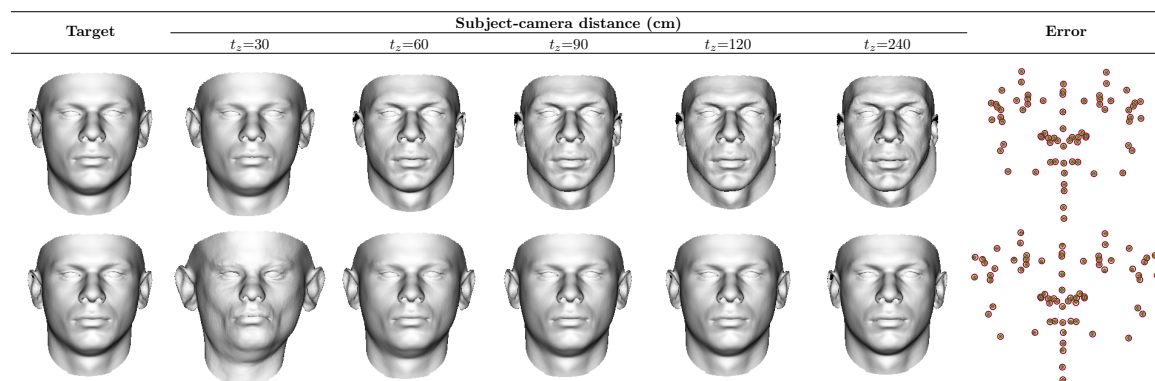 Target Subject-camera distance (cm) Error
t_z=30 t_z=60 t_z=90 t_z=120 t_z=240